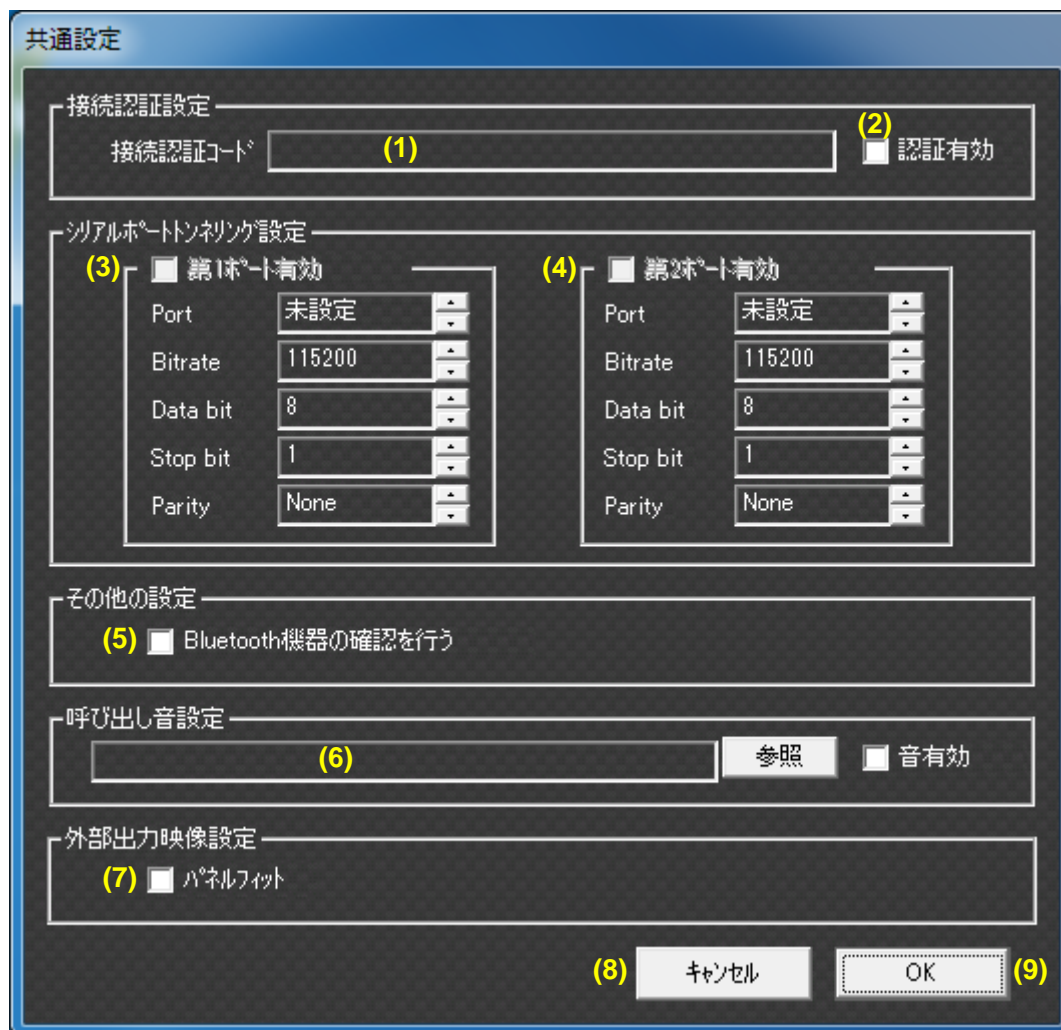 共通設定
接続認証設定
接続認証ｺｰﾄﾞ (1) (2) 認証有効
ｼﾘｱﾙﾎﾟｰﾄﾄﾝﾈﾘﾝｸﾞ設定
(3) 第1ﾎﾟｰﾄ有効
Port 未設定
Bitrate 115200
Data bit 8
Stop bit 1
Parity None
(4) 第2ﾎﾟｰﾄ有効
Port 未設定
Bitrate 115200
Data bit 8
Stop bit 1
Parity None
その他の設定
(5) Bluetooth機器の確認を行う
呼び出し音設定
(6) 参照 音有効
外部出力映像設定
(7) ﾊﾟﾈﾙﾌｨｯﾄ
(8) ｷｬﾝｾﾙ OK (9)